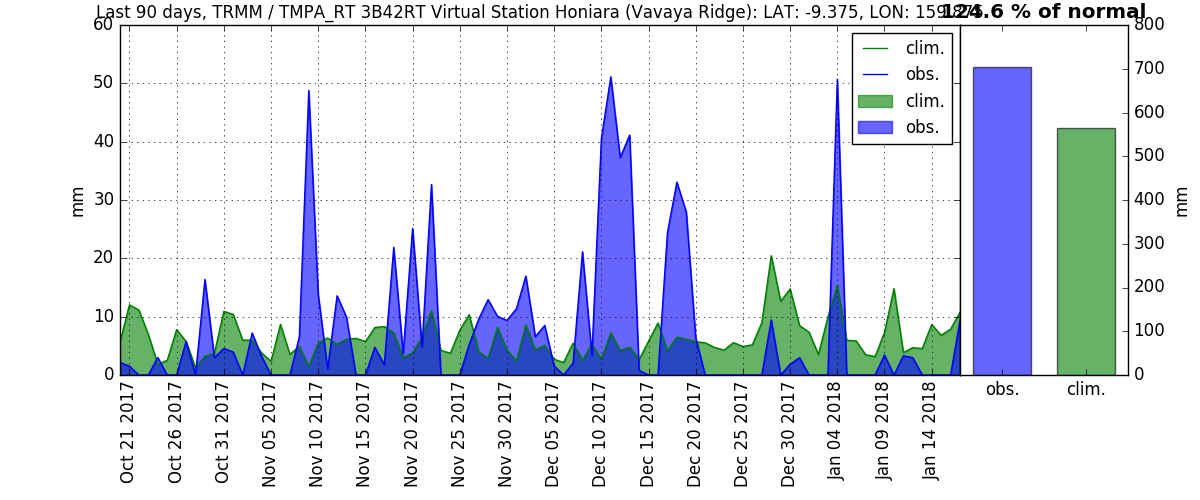 Last 90 days, TRMM / TMPA_RT 3B42RT Virtual Station Honiara (Vavaya Ridge): LAT: -9.375, LON: 159.875
124.6 % of normal
60
50
40
30
20
10
0
mm
clim.
obs.
clim.
obs.
Oct 21 2017
Oct 26 2017
Oct 31 2017
Nov 05 2017
Nov 10 2017
Nov 15 2017
Nov 20 2017
Nov 25 2017
Nov 30 2017
Dec 05 2017
Dec 10 2017
Dec 15 2017
Dec 20 2017
Dec 25 2017
Dec 30 2017
Jan 04 2018
Jan 09 2018
Jan 14 2018
800
700
600
500
400
300
200
100
0
mm
obs.
clim.